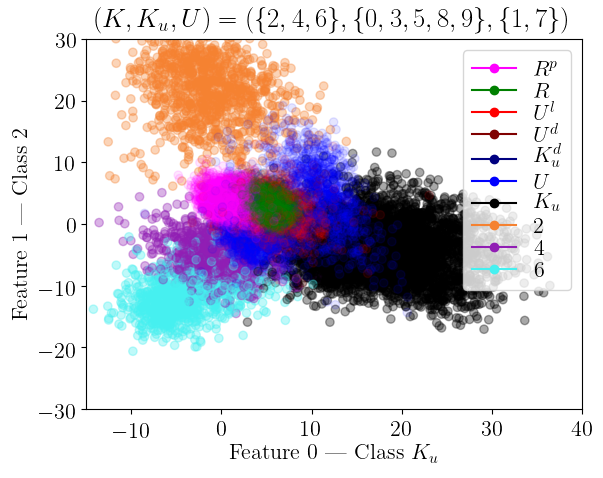 (K, K_u, U) = ({2, 4, 6}, {0, 3, 5, 8, 9}, {1, 7})
30
20
10
0
−10
−20
−30
Feature 1 — Class 2
R^p
R
U^l
U^d
K_u^d
U
K_u
2
4
6
−10
0
10
20
30
40
Feature 0 — Class K_u